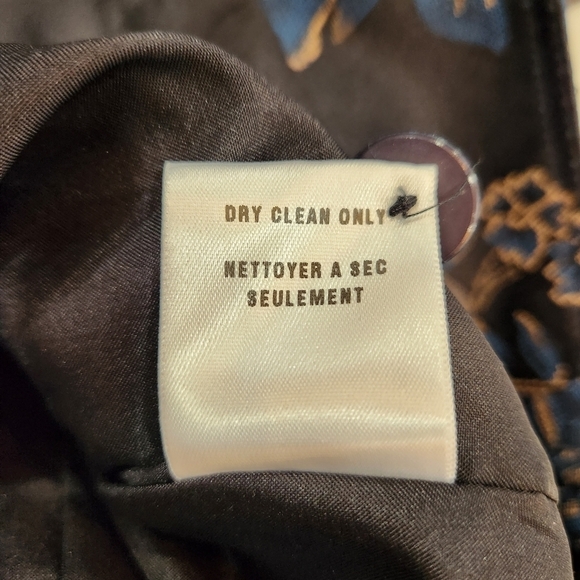 DRY CLEAN ONLY
NETTOYER A SEC
SEULEMENT